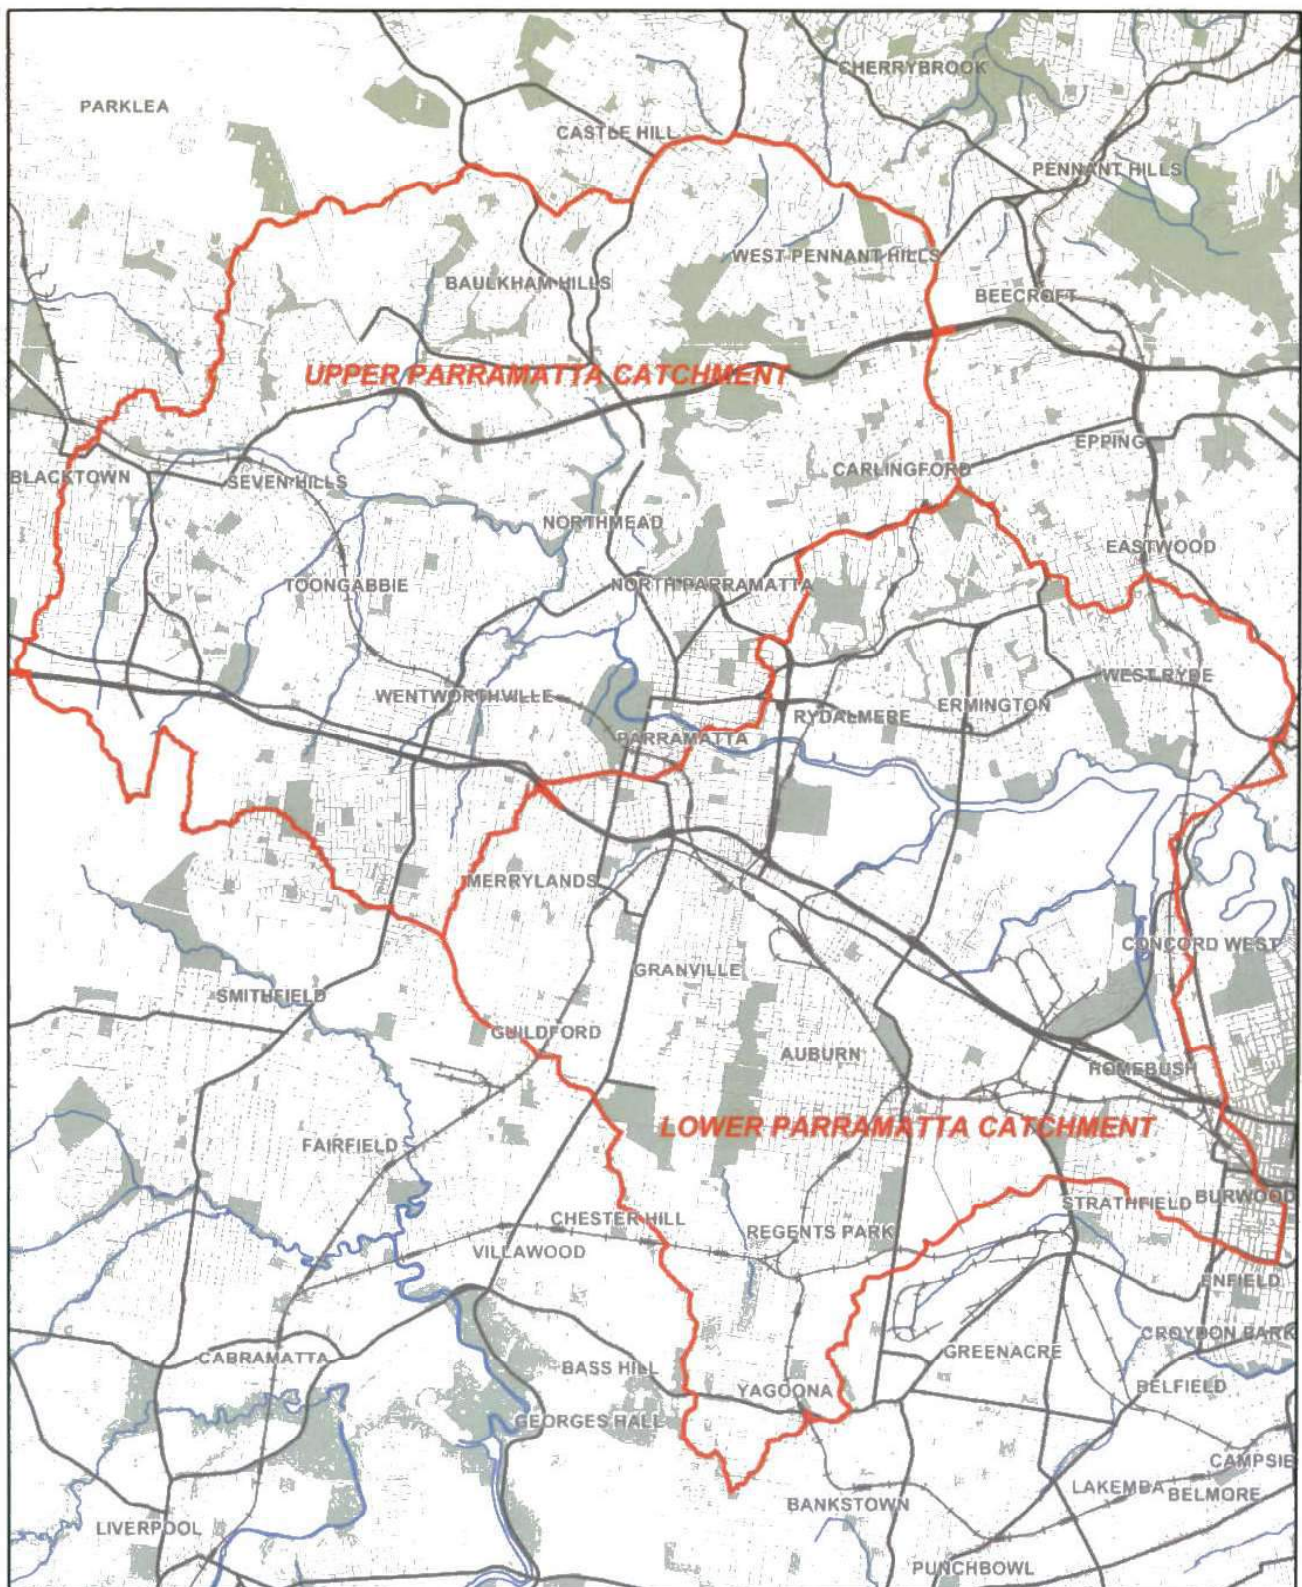 CHERRYBROOK
PARKLEA
CASTLE HILL
PENNANT HILLS
WEST PENNANT HILLS
BAULKHAM HILLS
BEECROFT
UPPER PARRAMATTA CATCHMENT
EPPING
CARLINGFORD
BLACKTOWN
SEVEN HILLS
NORTHMEAD
EASTWOOD
TOONGABBIE
NORTH PARRAMATTA
WEST RYDE
WENTWORTHVILLE
ERMINGTON
RYDALMERE
PARRAMATTA
MERRYLANDS
CONCORD WEST
GRANVILLE
SMITHFIELD
GUILDFORD
AUBURN
HOMEBUSH
LOWER PARRAMATTA CATCHMENT
FAIRFIELD
STRATHFIELD
BURWOOD
CHESTER HILL
REGENTS PARK
VILLAWOOD
ENFIELD
CROYDON PARK
GREENACRE
CABRAMATTA
BASS HILL
BELFIELD
YAGOONA
GEORGES HALL
CAMPSIE
LAKEMBA
BELMORE
BANKSTOWN
LIVERPOOL
PUNCHBOWL